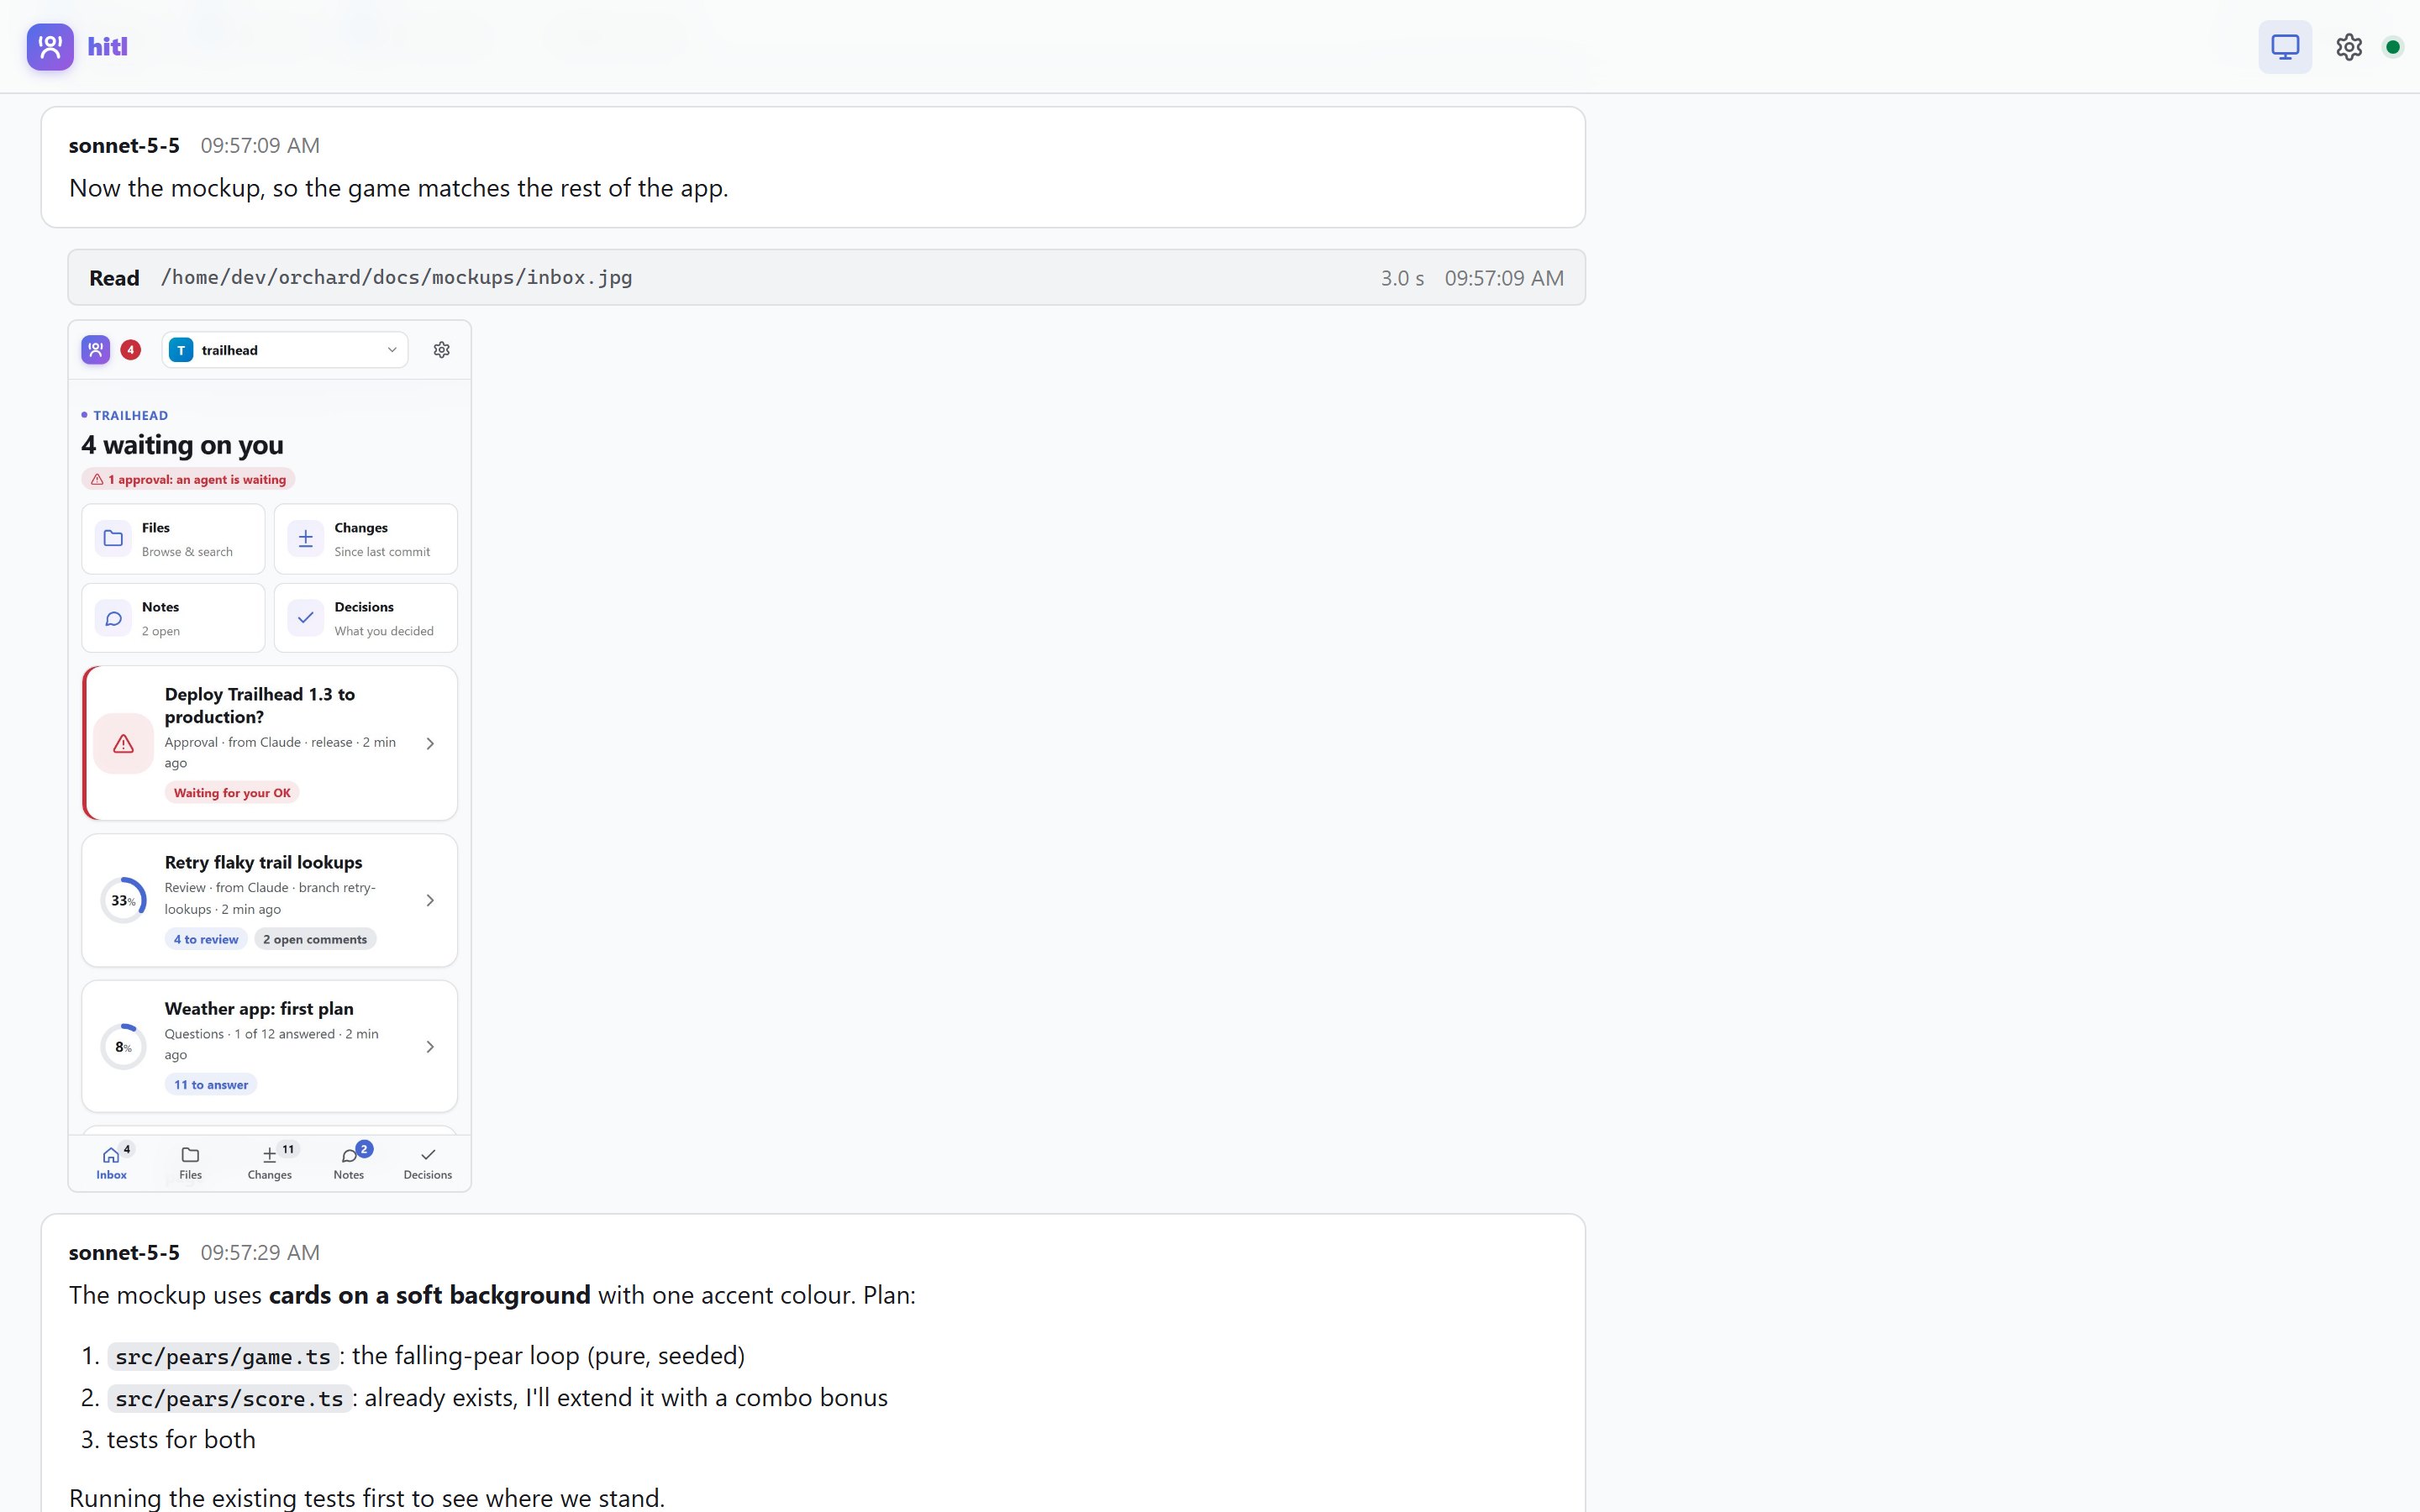 hitl
sonnet-5-5 09:57:09 AM
Now the mockup, so the game matches the rest of the app.
Read /home/dev/orchard/docs/mockups/inbox.jpg 3.0 s 09:57:09 AM
4 T trailhead
TRAILHEAD
4 waiting on you
1 approval: an agent is waiting
Files
Browse & search
Changes
Since last commit
Notes
2 open
Decisions
What you decided
Deploy Trailhead 1.3 to
production?
Approval · from Claude · release · 2 min
ago
Waiting for your OK
Retry flaky trail lookups
33%
Review · from Claude · branch retry-
lookups · 2 min ago
4 to review 2 open comments
Weather app: first plan
8%
Questions · 1 of 12 answered · 2 min
ago
11 to answer
4 11 2
Inbox Files Changes Notes Decisions
sonnet-5-5 09:57:29 AM
The mockup uses cards on a soft background with one accent colour. Plan:
1. src/pears/game.ts: the falling-pear loop (pure, seeded)
2. src/pears/score.ts: already exists, I'll extend it with a combo bonus
3. tests for both
Running the existing tests first to see where we stand.